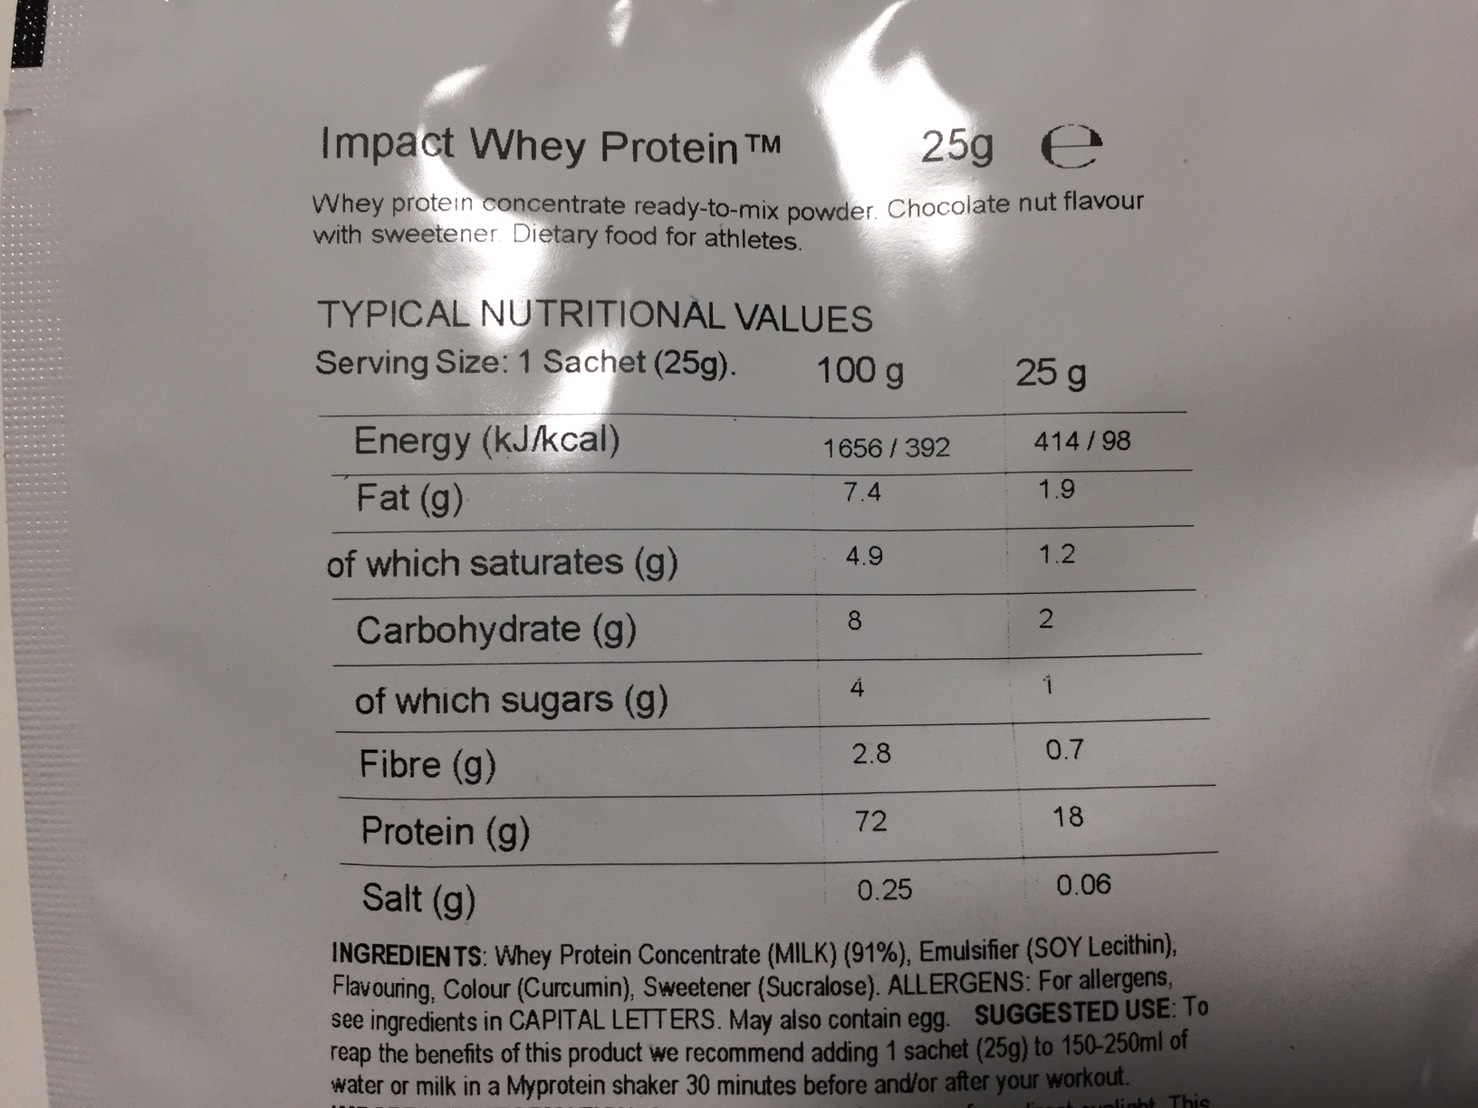 Impact Whey Protein™ 25g ℮
Whey protein concentrate ready-to-mix powder. Chocolate nut flavour
with sweetener. Dietary food for athletes.
TYPICAL NUTRITIONAL VALUES
Serving Size: 1 Sachet (25g). 100 g 25 g
Energy (kJ/kcal) 1656 / 392 414 / 98
Fat (g) 7.4 1.9
of which saturates (g) 4.9 1.2
Carbohydrate (g) 8 2
of which sugars (g) 4 1
Fibre (g) 2.8 0.7
Protein (g) 72 18
Salt (g) 0.25 0.06
INGREDIENTS: Whey Protein Concentrate (MILK) (91%), Emulsifier (SOY Lecithin),
Flavouring, Colour (Curcumin), Sweetener (Sucralose). ALLERGENS: For allergens,
see ingredients in CAPITAL LETTERS. May also contain egg. SUGGESTED USE: To
reap the benefits of this product we recommend adding 1 sachet (25g) to 150-250ml of
water or milk in a Myprotein shaker 30 minutes before and/or after your workout.
This